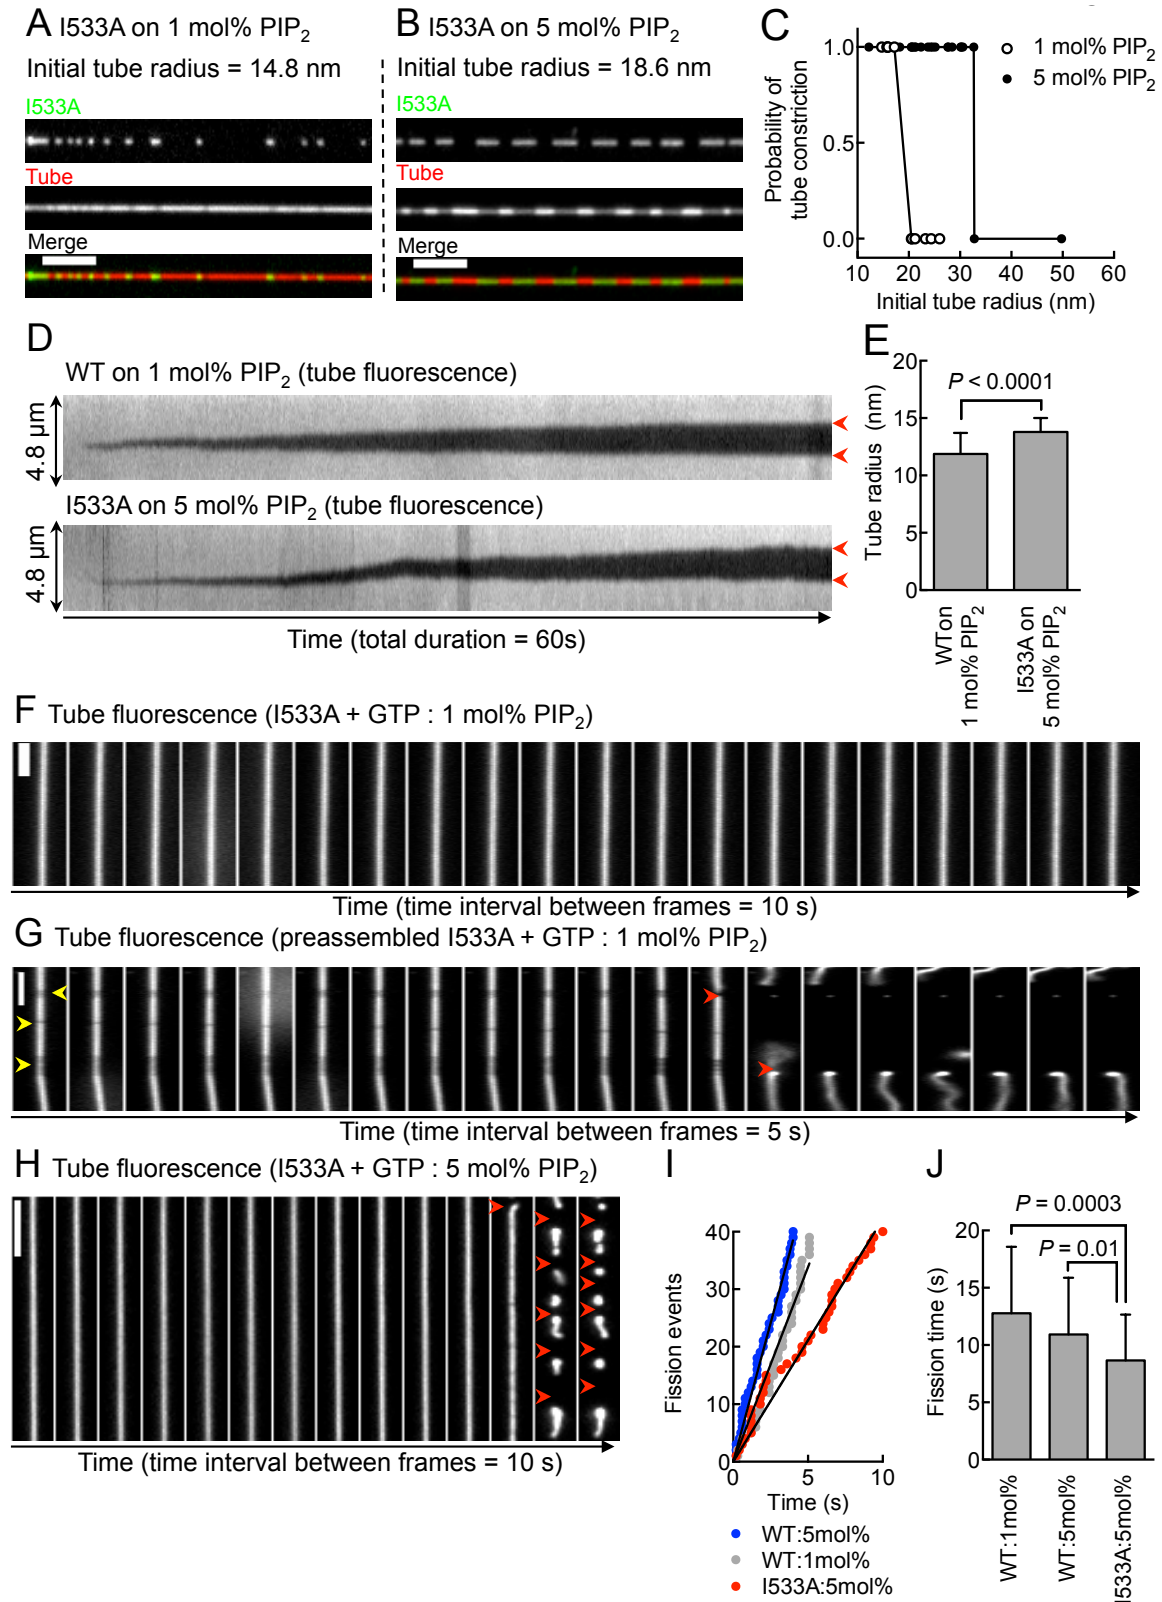 A I533A on 1 mol% PIP2
Initial tube radius = 14.8 nm
I533A
Tube
Merge
B I533A on 5 mol% PIP2
Initial tube radius = 18.6 nm
I533A
Tube
Merge
C
1 mol% PIP2
5 mol% PIP2
Probability of
tube constriction
1.0
0.5
0.0
10 20 30 40 50 60
Initial tube radius (nm)
D
WT on 1 mol% PIP2 (tube fluorescence)
4.8 µm
I533A on 5 mol% PIP2 (tube fluorescence)
4.8 µm
Time (total duration = 60s)
E
P < 0.0001
Tube radius (nm)
20
15
10
5
0
WT on
1 mol% PIP2
I533A on
5 mol% PIP2
F Tube fluorescence (I533A + GTP : 1 mol% PIP2)
Time (time interval between frames = 10 s)
G Tube fluorescence (preassembled I533A + GTP : 1 mol% PIP2)
Time (time interval between frames = 5 s)
H Tube fluorescence (I533A + GTP : 5 mol% PIP2)
Time (time interval between frames = 10 s)
I
Fission events
40
30
20
10
0
0 5 10
Time (s)
WT:5mol%
WT:1mol%
I533A:5mol%
J
P = 0.0003
P = 0.01
Fission time (s)
20
15
10
5
0
WT:1mol%
WT:5mol%
I533A:5mol%